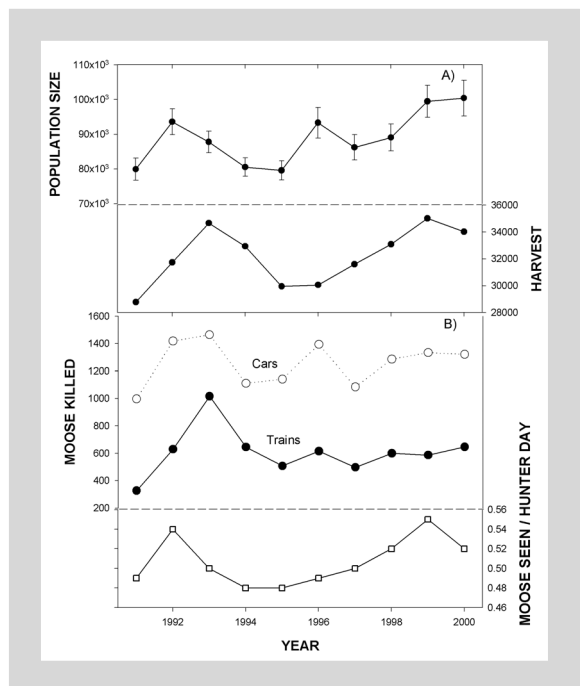 A)
POPULATION SIZE
110x10³
100x10³
90x10³
80x10³
70x10³
HARVEST
36000
34000
32000
30000
28000
B)
MOOSE KILLED
1600
1400
1200
1000
800
600
400
200
Cars
Trains
MOOSE SEEN / HUNTER DAY
0.56
0.54
0.52
0.50
0.48
0.46
1992 1994 1996 1998 2000
YEAR